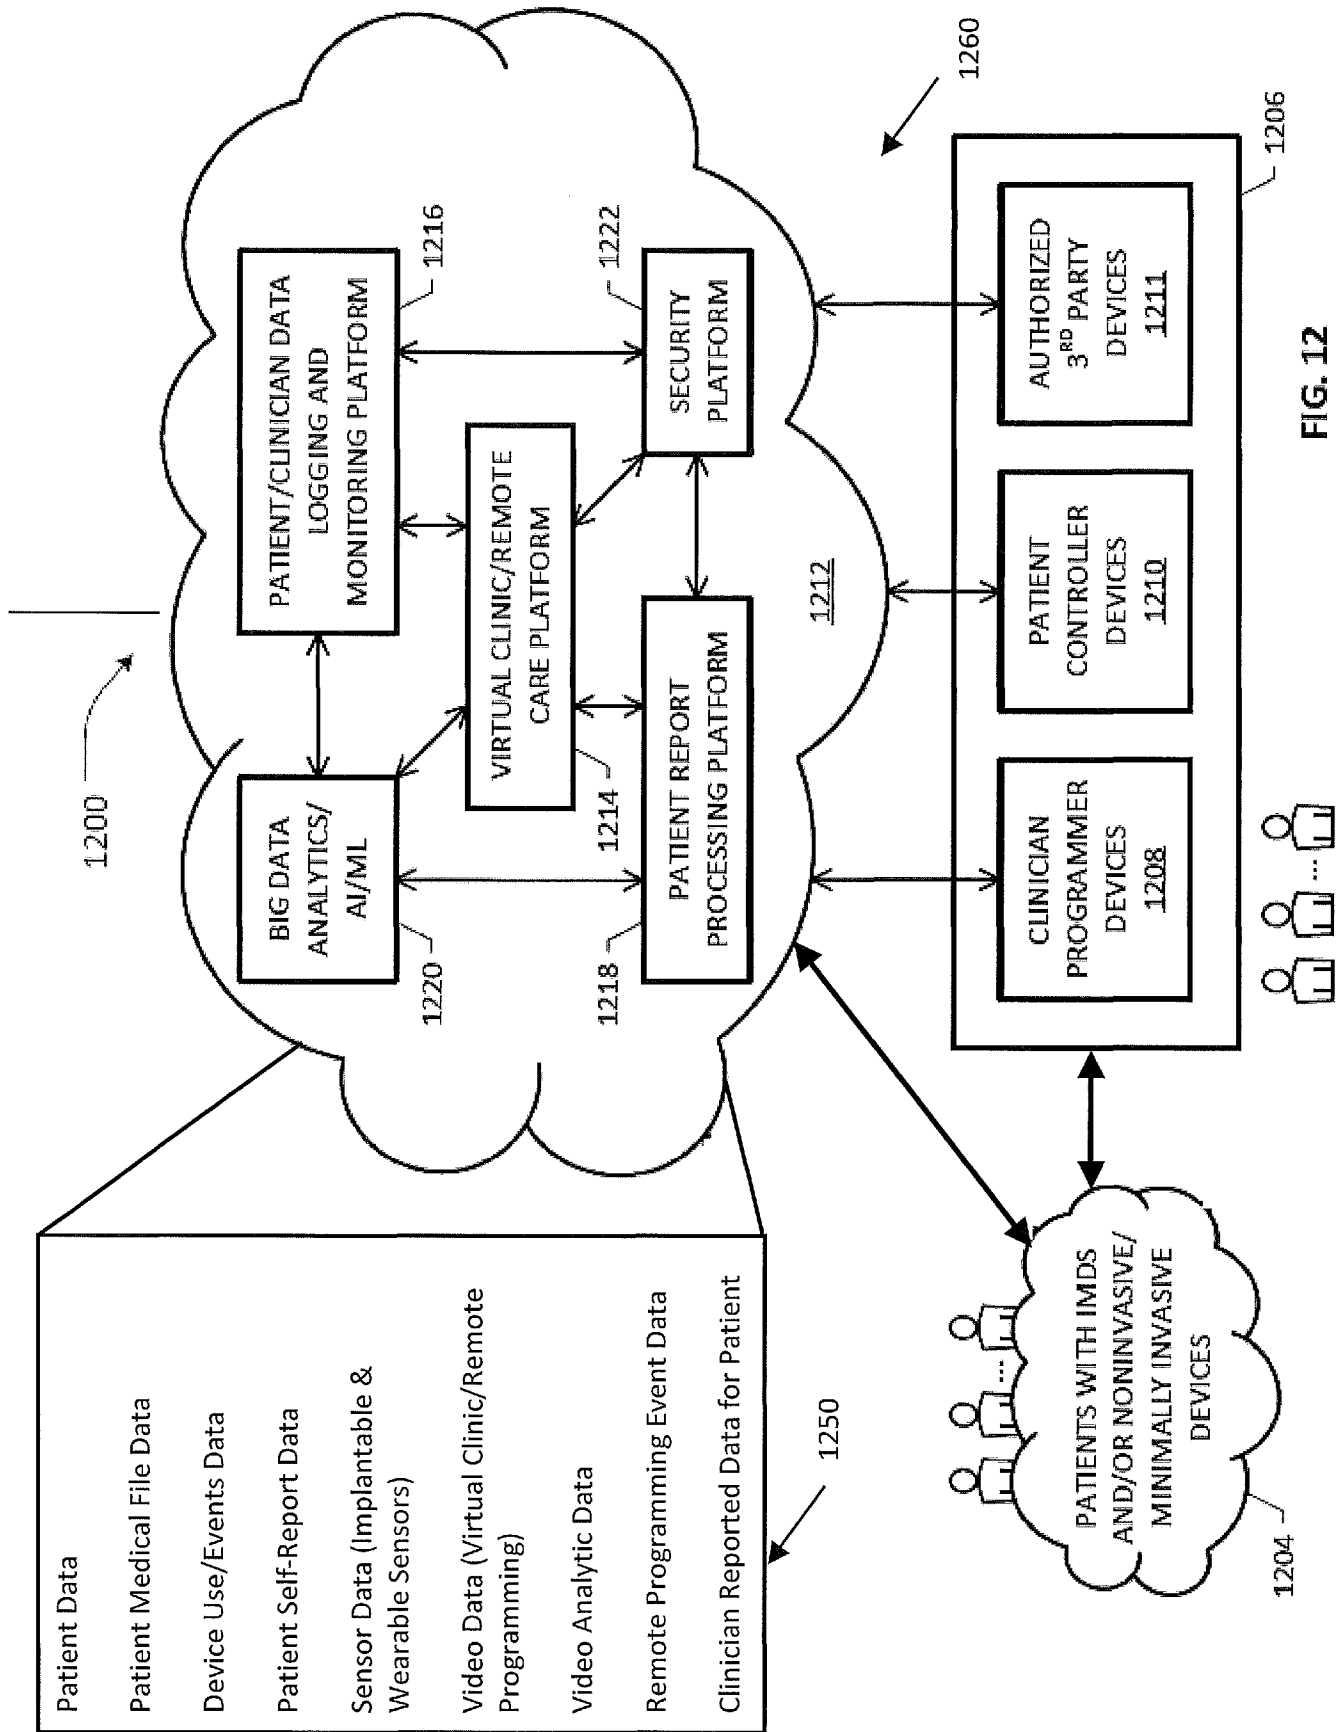 1200
Patient Data
Patient Medical File Data
Device Use/Events Data
Patient Self-Report Data
Sensor Data (Implantable &
Wearable Sensors)
Video Data (Virtual Clinic/Remote
Programming)
Video Analytic Data
Remote Programming Event Data
Clinician Reported Data for Patient
1250
BIG DATA
ANALYTICS/
AI/ML
1220
PATIENT/CLINICIAN DATA
LOGGING AND
MONITORING PLATFORM
1216
VIRTUAL CLINIC/REMOTE
CARE PLATFORM
1214
PATIENT REPORT
PROCESSING PLATFORM
1218
SECURITY
PLATFORM
1222
1212
1260
PATIENTS WITH IMDS
AND/OR NONINVASIVE/
MINIMALLY INVASIVE
DEVICES
1204
CLINICIAN
PROGRAMMER
DEVICES
1208
PATIENT
CONTROLLER
DEVICES
1210
AUTHORIZED
3RD PARTY
DEVICES
1211
1206
FIG. 12